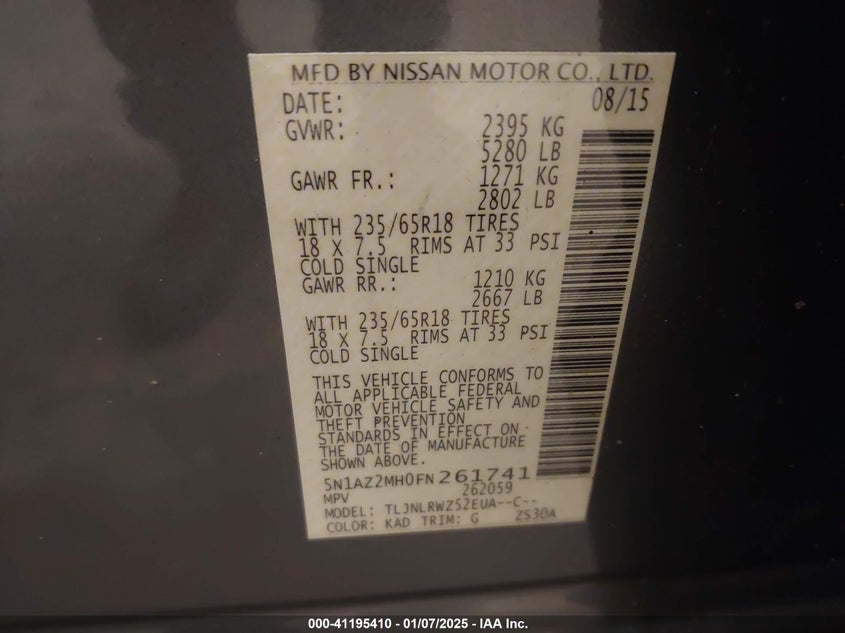 MFD BY NISSAN MOTOR CO., LTD.
DATE: 08/15
GVWR: 2395 KG
5280 LB
GAWR FR.: 1271 KG
2802 LB
WITH 235/65R18 TIRES
18 X 7.5 RIMS AT 33 PSI
COLD SINGLE
GAWR RR.: 1210 KG
2667 LB
WITH 235/65R18 TIRES
18 X 7.5 RIMS AT 33 PSI
COLD SINGLE
THIS VEHICLE CONFORMS TO
ALL APPLICABLE FEDERAL
MOTOR VEHICLE SAFETY AND
THEFT PREVENTION
STANDARDS IN EFFECT ON
THE DATE OF MANUFACTURE
SHOWN ABOVE.
5N1AZ2MH0FN261741
MPV 262059
MODEL: TLJNLRWZ52EUA--C--
COLOR: KAD TRIM: G ZS30A
000-41195410 - 01/07/2025 - IAA Inc.